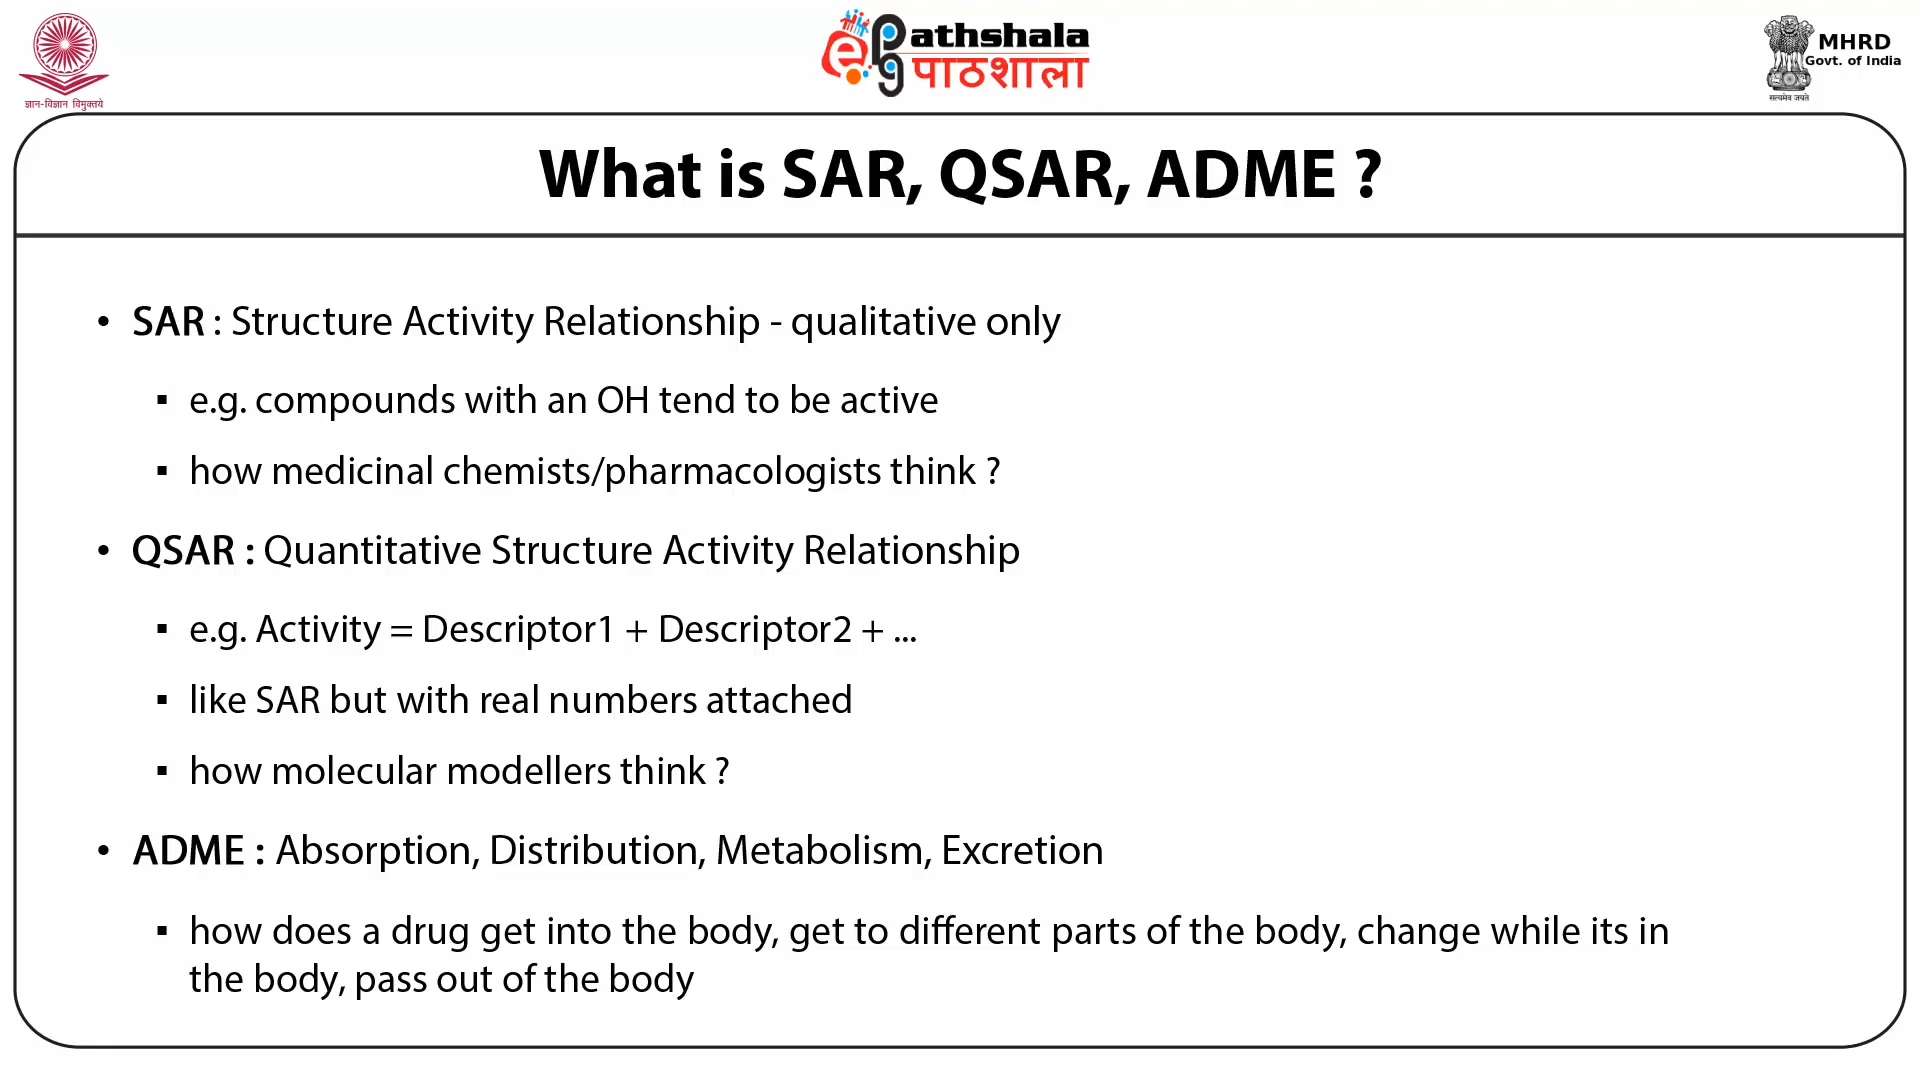 ज्ञान-विज्ञान विमुक्तये
ePathshala
पाठशाला
MHRD
Govt. of India
सत्यमेव जयते
What is SAR, QSAR, ADME ?
• SAR : Structure Activity Relationship - qualitative only
▪ e.g. compounds with an OH tend to be active
▪ how medicinal chemists/pharmacologists think ?
• QSAR : Quantitative Structure Activity Relationship
▪ e.g. Activity = Descriptor1 + Descriptor2 + ...
▪ like SAR but with real numbers attached
▪ how molecular modellers think ?
• ADME : Absorption, Distribution, Metabolism, Excretion
▪ how does a drug get into the body, get to different parts of the body, change while its in
the body, pass out of the body